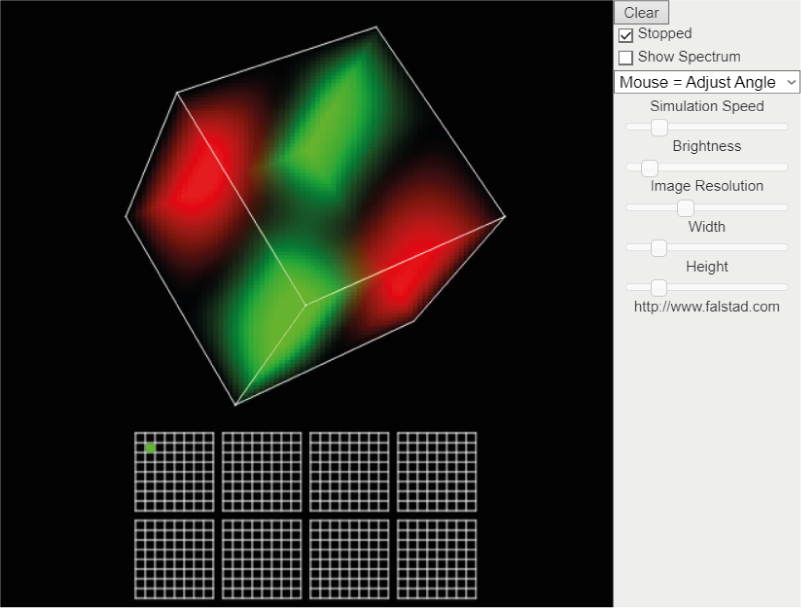 Clear
Stopped
Show Spectrum
Mouse = Adjust Angle
Simulation Speed
Brightness
Image Resolution
Width
Height
http://www.falstad.com